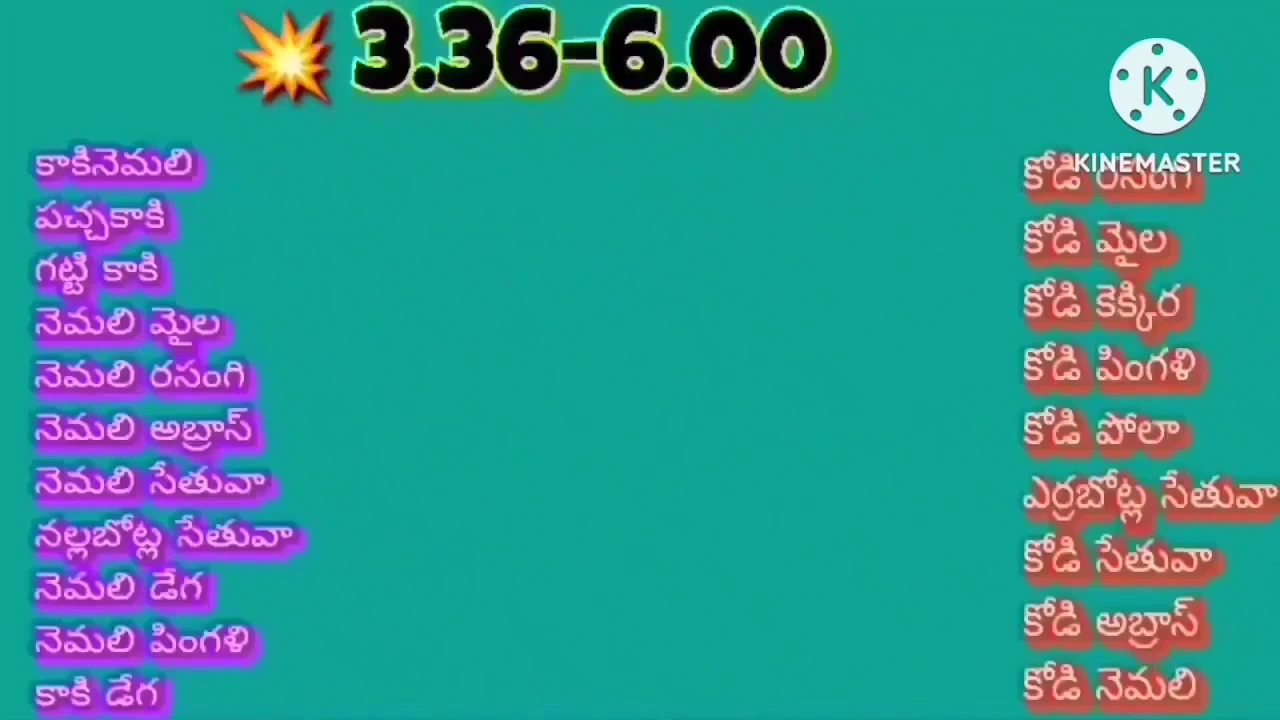 3.36-6.00
KINEMASTER
కాకినెమలి
పచ్చకాకి
గట్టి కాకి
నెమలి మైల
నెమలి రసంగి
నెమలి అబ్రాస్
నెమలి సేతువా
నల్లబోట్ల సేతువా
నెమలి డేగ
నెమలి పింగళి
కాకి డేగ
కోడి రసంగి
కోడి మైల
కోడి కెక్కిర
కోడి పింగళి
కోడి పోలా
ఎర్రబోట్ల సేతువా
కోడి సేతువా
కోడి అబ్రాస్
కోడి నెమలి